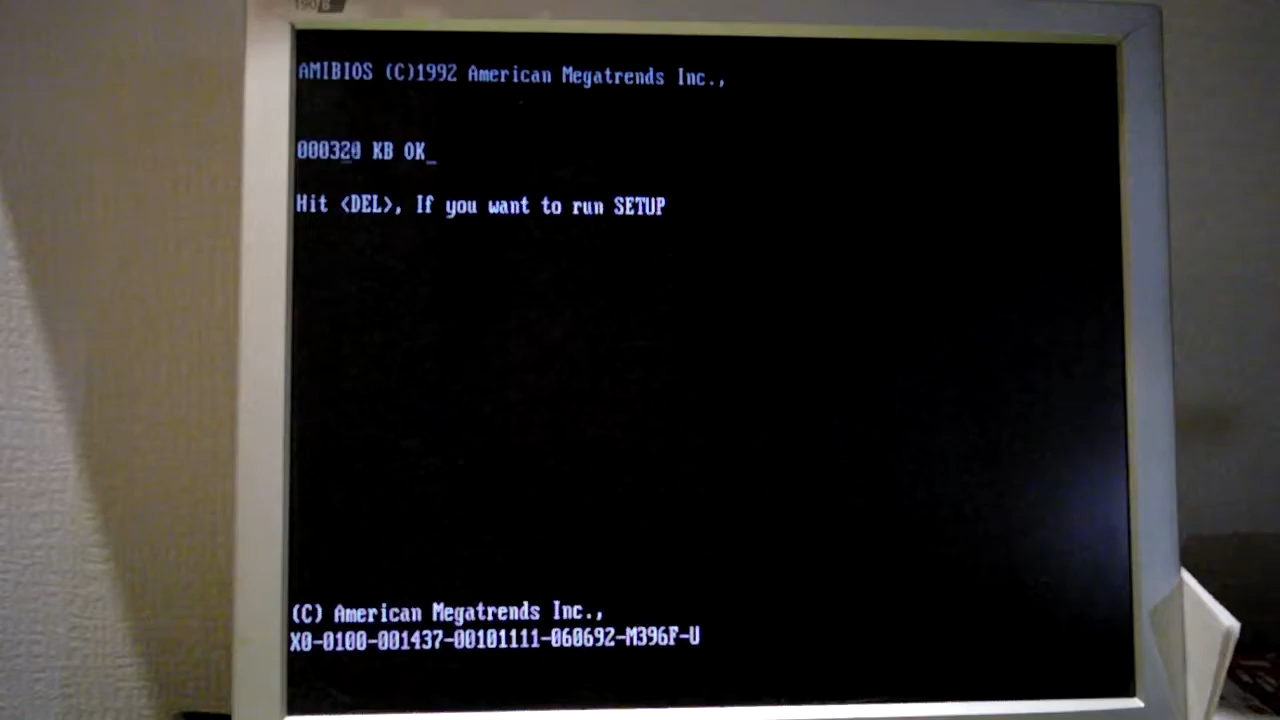 190
AMIBIOS (C)1992 American Megatrends Inc.,
000320 KB OK_
Hit <DEL>, If you want to run SETUP
(C) American Megatrends Inc.,
X0-0100-001437-00101111-060692-M396F-U